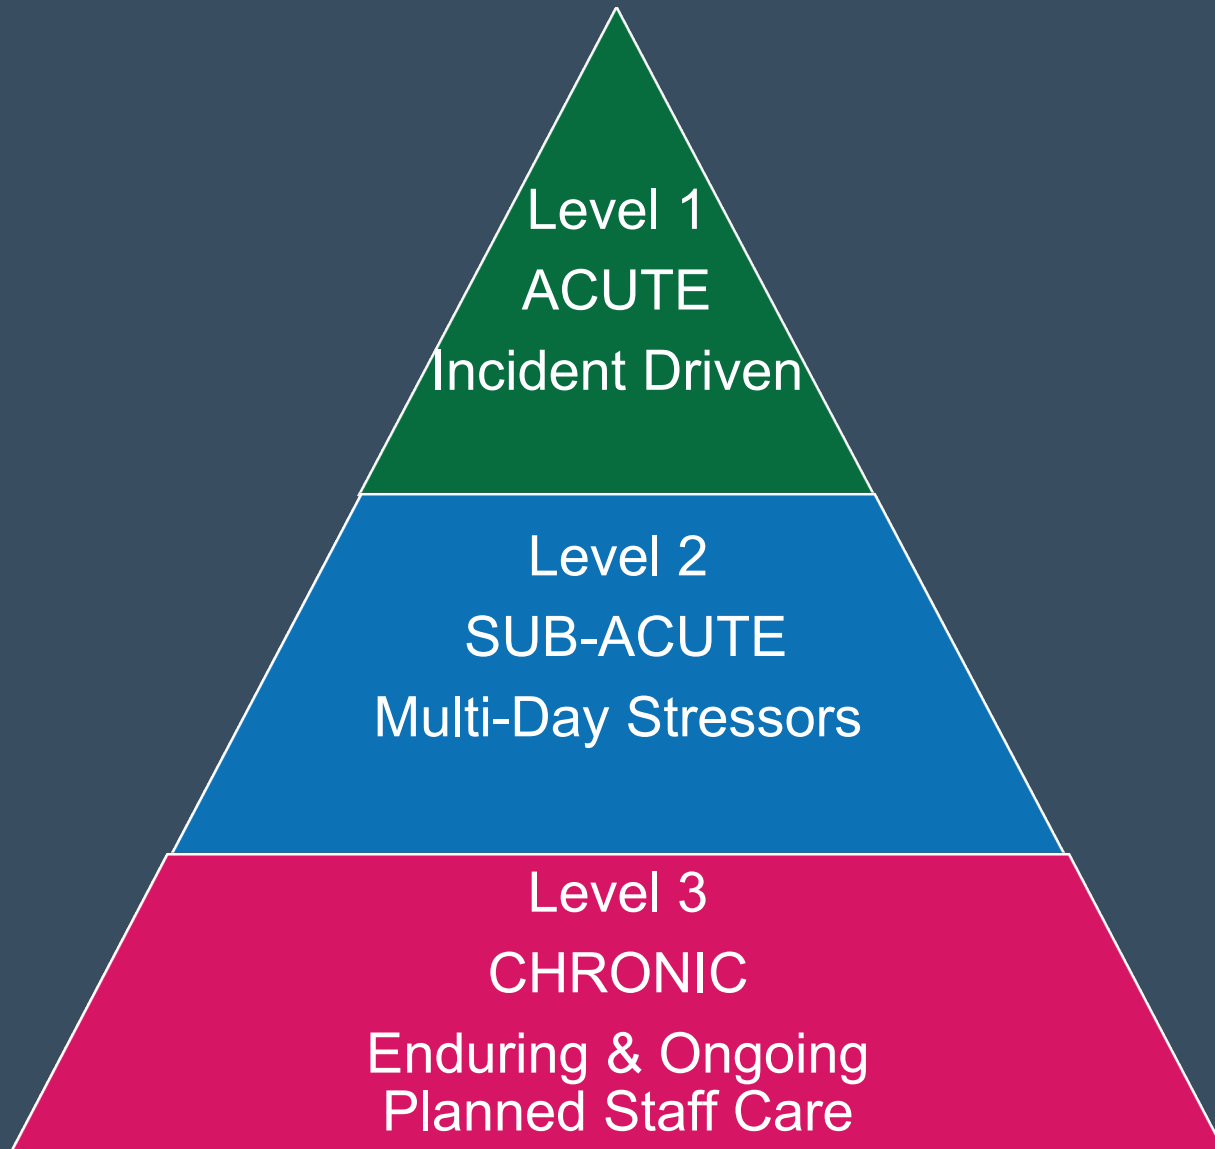 Level 1
ACUTE
Incident Driven
Level 2
SUB-ACUTE
Multi-Day Stressors
Level 3
CHRONIC
Enduring & Ongoing
Planned Staff Care